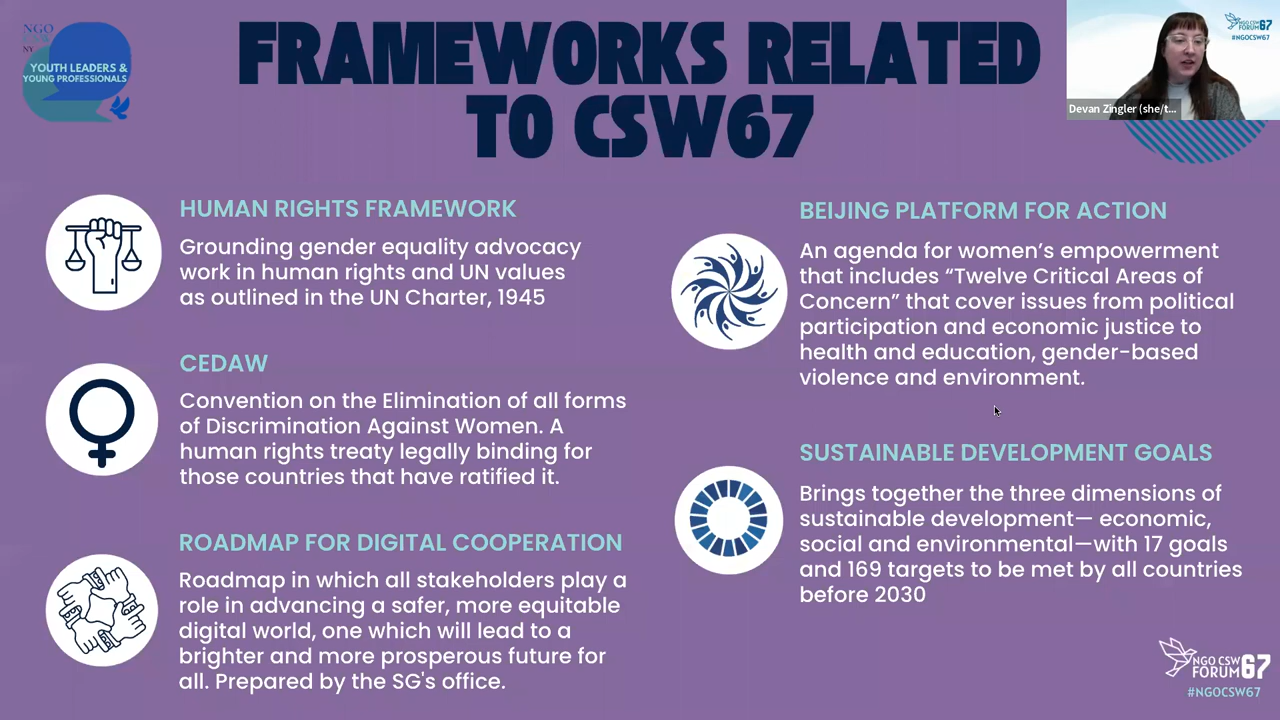 NGO
NY
YOUTH LEADERS &
YOUNG PROFESSIONALS
FRAMEWORKS RELATED
TO CSW67
NGO CSW
FORUM 67
#NGOCSW67
Devan Zingler (she/t...
HUMAN RIGHTS FRAMEWORK
Grounding gender equality advocacy
work in human rights and UN values
as outlined in the UN Charter, 1945
CEDAW
Convention on the Elimination of all forms
of Discrimination Against Women. A
human rights treaty legally binding for
those countries that have ratified it.
ROADMAP FOR DIGITAL COOPERATION
Roadmap in which all stakeholders play a
role in advancing a safer, more equitable
digital world, one which will lead to a
brighter and more prosperous future for
all. Prepared by the SG's office.
BEIJING PLATFORM FOR ACTION
An agenda for women’s empowerment
that includes “Twelve Critical Areas of
Concern” that cover issues from political
participation and economic justice to
health and education, gender-based
violence and environment.
SUSTAINABLE DEVELOPMENT GOALS
Brings together the three dimensions of
sustainable development— economic,
social and environmental—with 17 goals
and 169 targets to be met by all countries
before 2030
NGO CSW
FORUM 67
#NGOCSW67